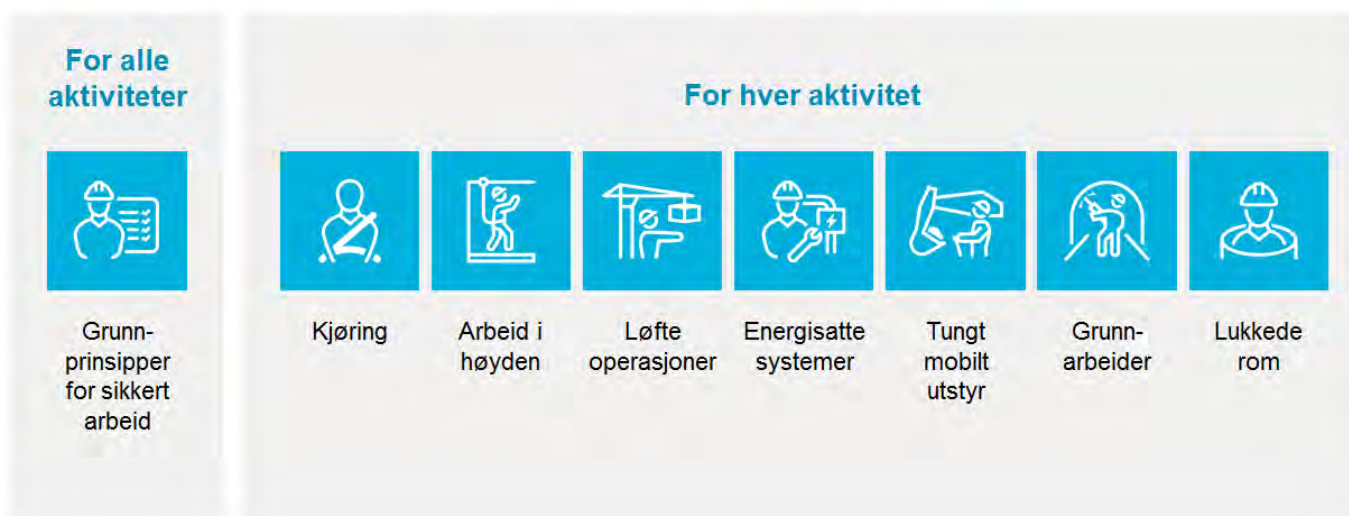 For alle
aktiviteter
Grunn-
prinsipper
for sikkert
arbeid
For hver aktivitet
Kjøring
Arbeid i
høyden
Løfte
operasjoner
Energisatte
systemer
Tungt
mobilt
utstyr
Grunn-
arbeider
Lukkede
rom